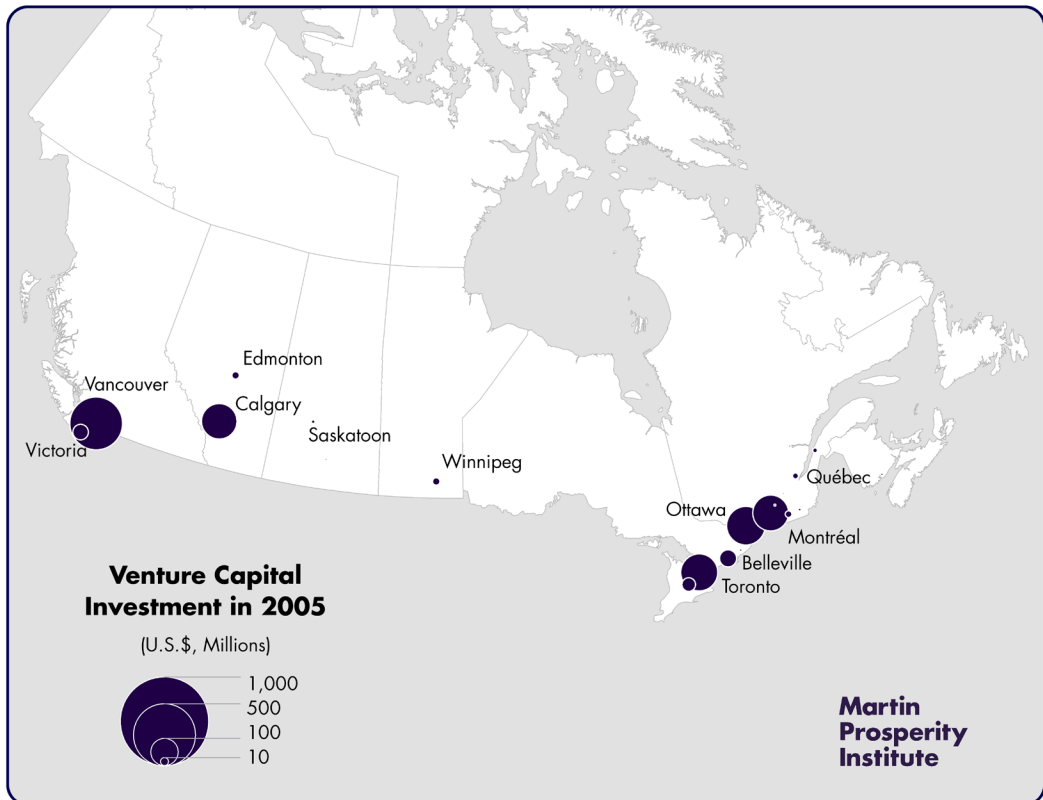 Edmonton
Vancouver
Calgary
Saskatoon
Victoria
Winnipeg
Québec
Ottawa
Montréal
Belleville
Toronto
Venture Capital
Investment in 2005
(U.S.$, Millions)
1,000
500
100
10
Martin
Prosperity
Institute